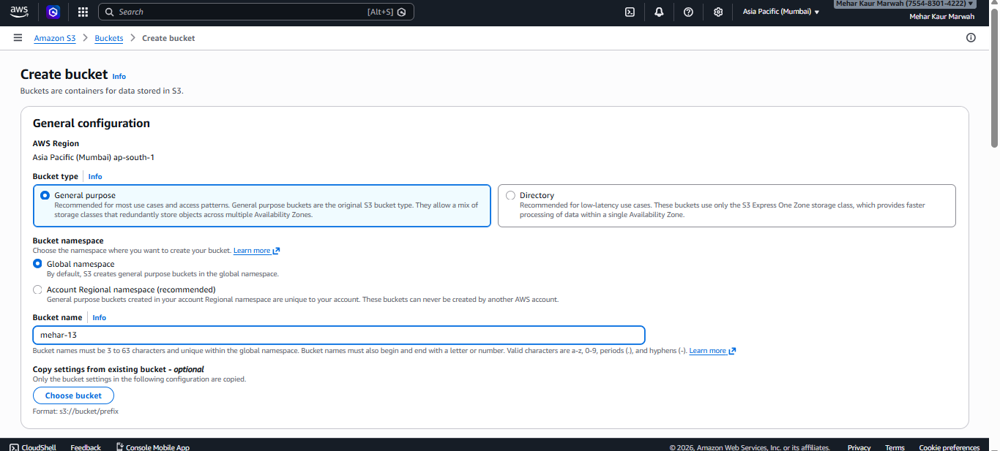 aws
Search [Alt+S]
Asia Pacific (Mumbai) ▼
Mehar Kaur Marwah (7554-8301-4222) ▼
Mehar Kaur Marwah
Amazon S3 > Buckets > Create bucket
Create bucket Info
Buckets are containers for data stored in S3.
General configuration
AWS Region
Asia Pacific (Mumbai) ap-south-1
Bucket type Info
General purpose
Recommended for most use cases and access patterns. General purpose buckets are the original S3 bucket type. They allow a mix of
storage classes that redundantly store objects across multiple Availability Zones.
Directory
Recommended for low-latency use cases. These buckets use only the S3 Express One Zone storage class, which provides faster
processing of data within a single Availability Zone.
Bucket namespace
Choose the namespace where you want to create your bucket. Learn more
Global namespace
By default, S3 creates general purpose buckets in the global namespace.
Account Regional namespace (recommended)
General purpose buckets created in your account Regional namespace are unique to your account. These buckets can never be created by another AWS account.
Bucket name Info
mehar-13
Bucket names must be 3 to 63 characters and unique within the global namespace. Bucket names must also begin and end with a letter or number. Valid characters are a-z, 0-9, periods (.), and hyphens (-). Learn more
Copy settings from existing bucket - optional
Only the bucket settings in the following configuration are copied.
Choose bucket
Format: s3://bucket/prefix
CloudShell Feedback Console Mobile App © 2026, Amazon Web Services, Inc. or its affiliates. Privacy Terms Cookie preferences